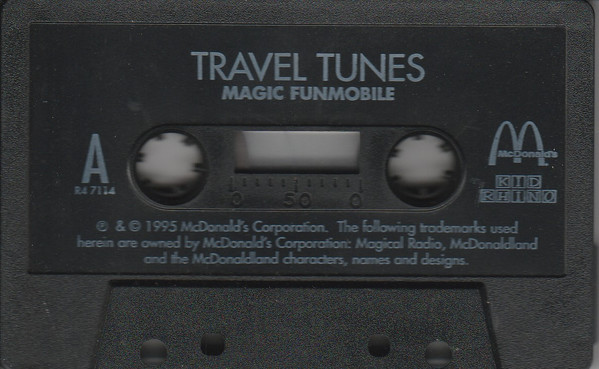 TRAVEL TUNES
MAGIC FUNMOBILE
A
R4 7114
McDonald's
KID
RHINO
0 50 0
℗ & © 1995 McDonald's Corporation. The following trademarks used
herein are owned by McDonald's Corporation: Magical Radio, McDonaldland
and the McDonaldland characters, names and designs.